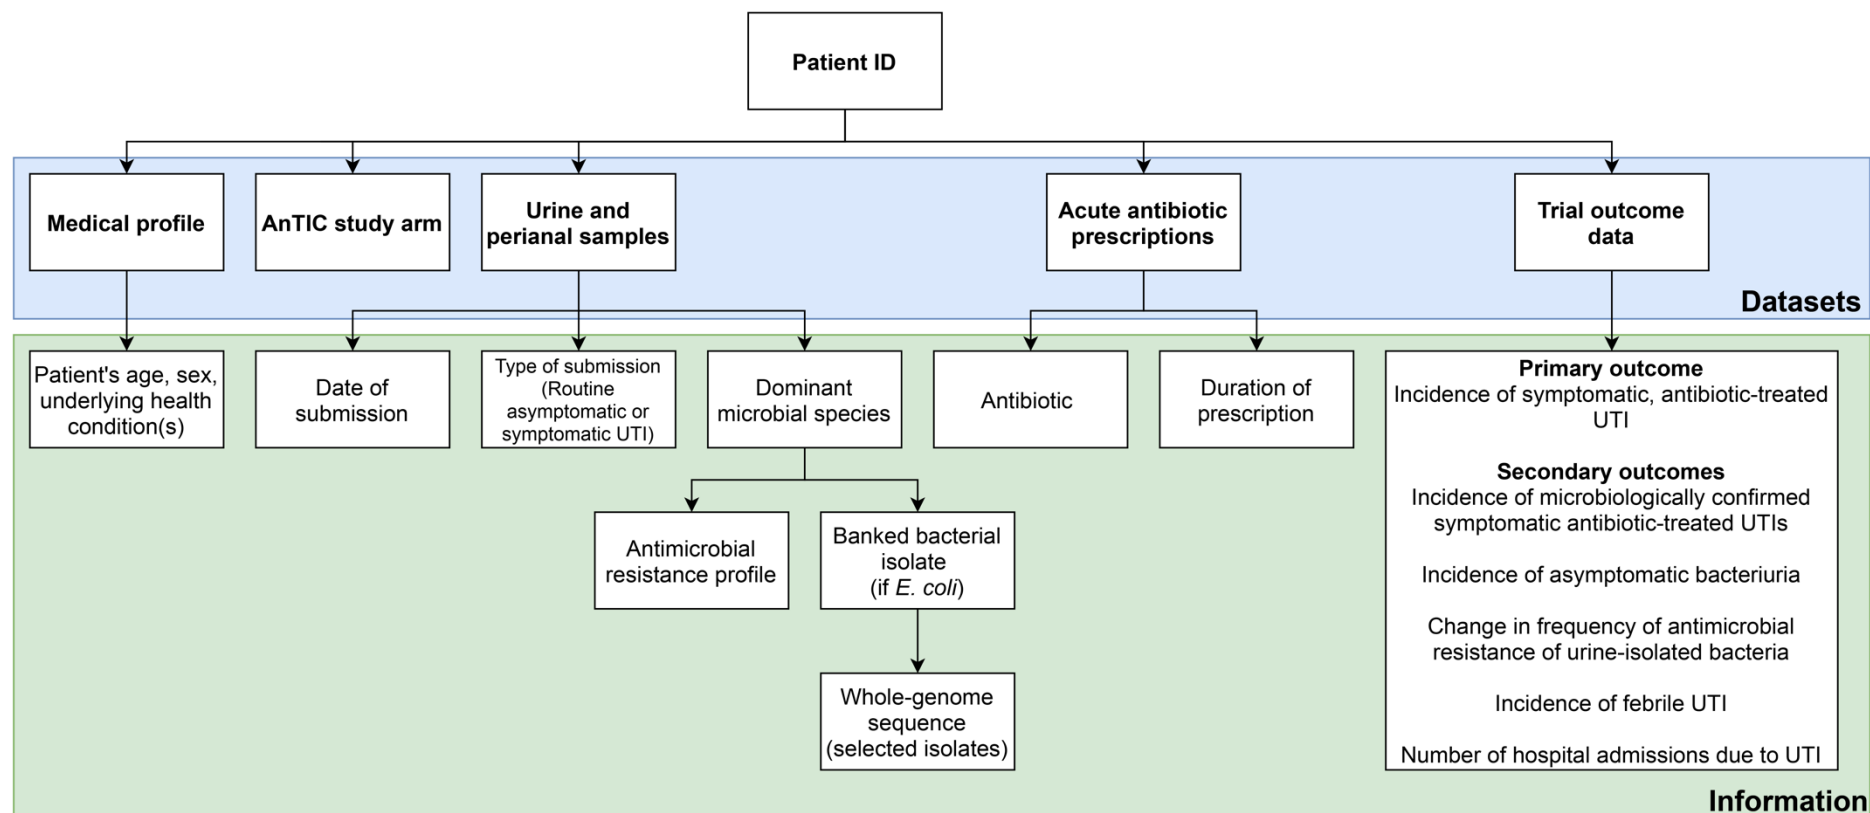 Patient ID
Medical profile
AnTIC study arm
Urine and
perianal samples
Acute antibiotic
prescriptions
Trial outcome
data
Datasets
Patient's age, sex,
underlying health
condition(s)
Date of
submission
Type of submission
(Routine
asymptomatic or
symptomatic UTI)
Dominant
microbial species
Antibiotic
Duration of
prescription
Primary outcome
Incidence of symptomatic, antibiotic-treated
UTI
Secondary outcomes
Incidence of microbiologically confirmed
symptomatic antibiotic-treated UTIs
Incidence of asymptomatic bacteriuria
Change in frequency of antimicrobial
resistance of urine-isolated bacteria
Incidence of febrile UTI
Number of hospital admissions due to UTI
Antimicrobial
resistance profile
Banked bacterial
isolate
(if E. coli)
Whole-genome
sequence
(selected isolates)
Information